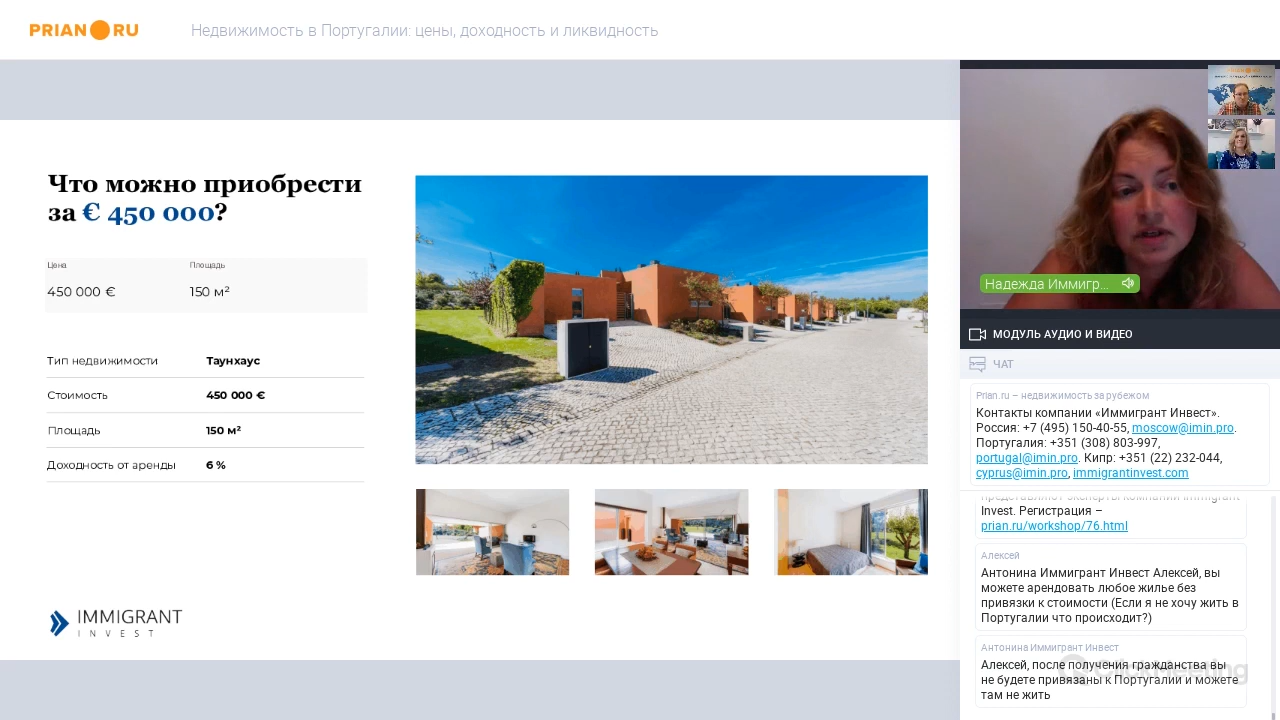 PRIAN RU
Недвижимость в Португалии: цены, доходность и ликвидность
Что можно приобрести
за € 450 000?
Цена Площадь
450 000 € 150 м²
Тип недвижимости Таунхаус
Стоимость 450 000 €
Площадь 150 м²
Доходность от аренды 6 %
IMMIGRANT
INVEST
Надежда Иммигр...
МОДУЛЬ АУДИО И ВИДЕО
ЧАТ
Prian.ru – недвижимость за рубежом
Контакты компании «Иммигрант Инвест».
Россия: +7 (495) 150-40-55, moscow@imin.pro.
Португалия: +351 (308) 803-997,
portugal@imin.pro. Кипр: +351 (22) 232-044,
cyprus@imin.pro, immigrantinvest.com
представляют эксперты компании Immigrant
Invest. Регистрация –
prian.ru/workshop/76.html
Алексей
Антонина Иммигрант Инвест Алексей, вы
можете арендовать любое жилье без
привязки к стоимости (Если я не хочу жить в
Португалии что происходит?)
Антонина Иммигрант Инвест
Алексей, после получения гражданства вы
не будете привязаны к Португалии и можете
там не жить
ClickMeeting